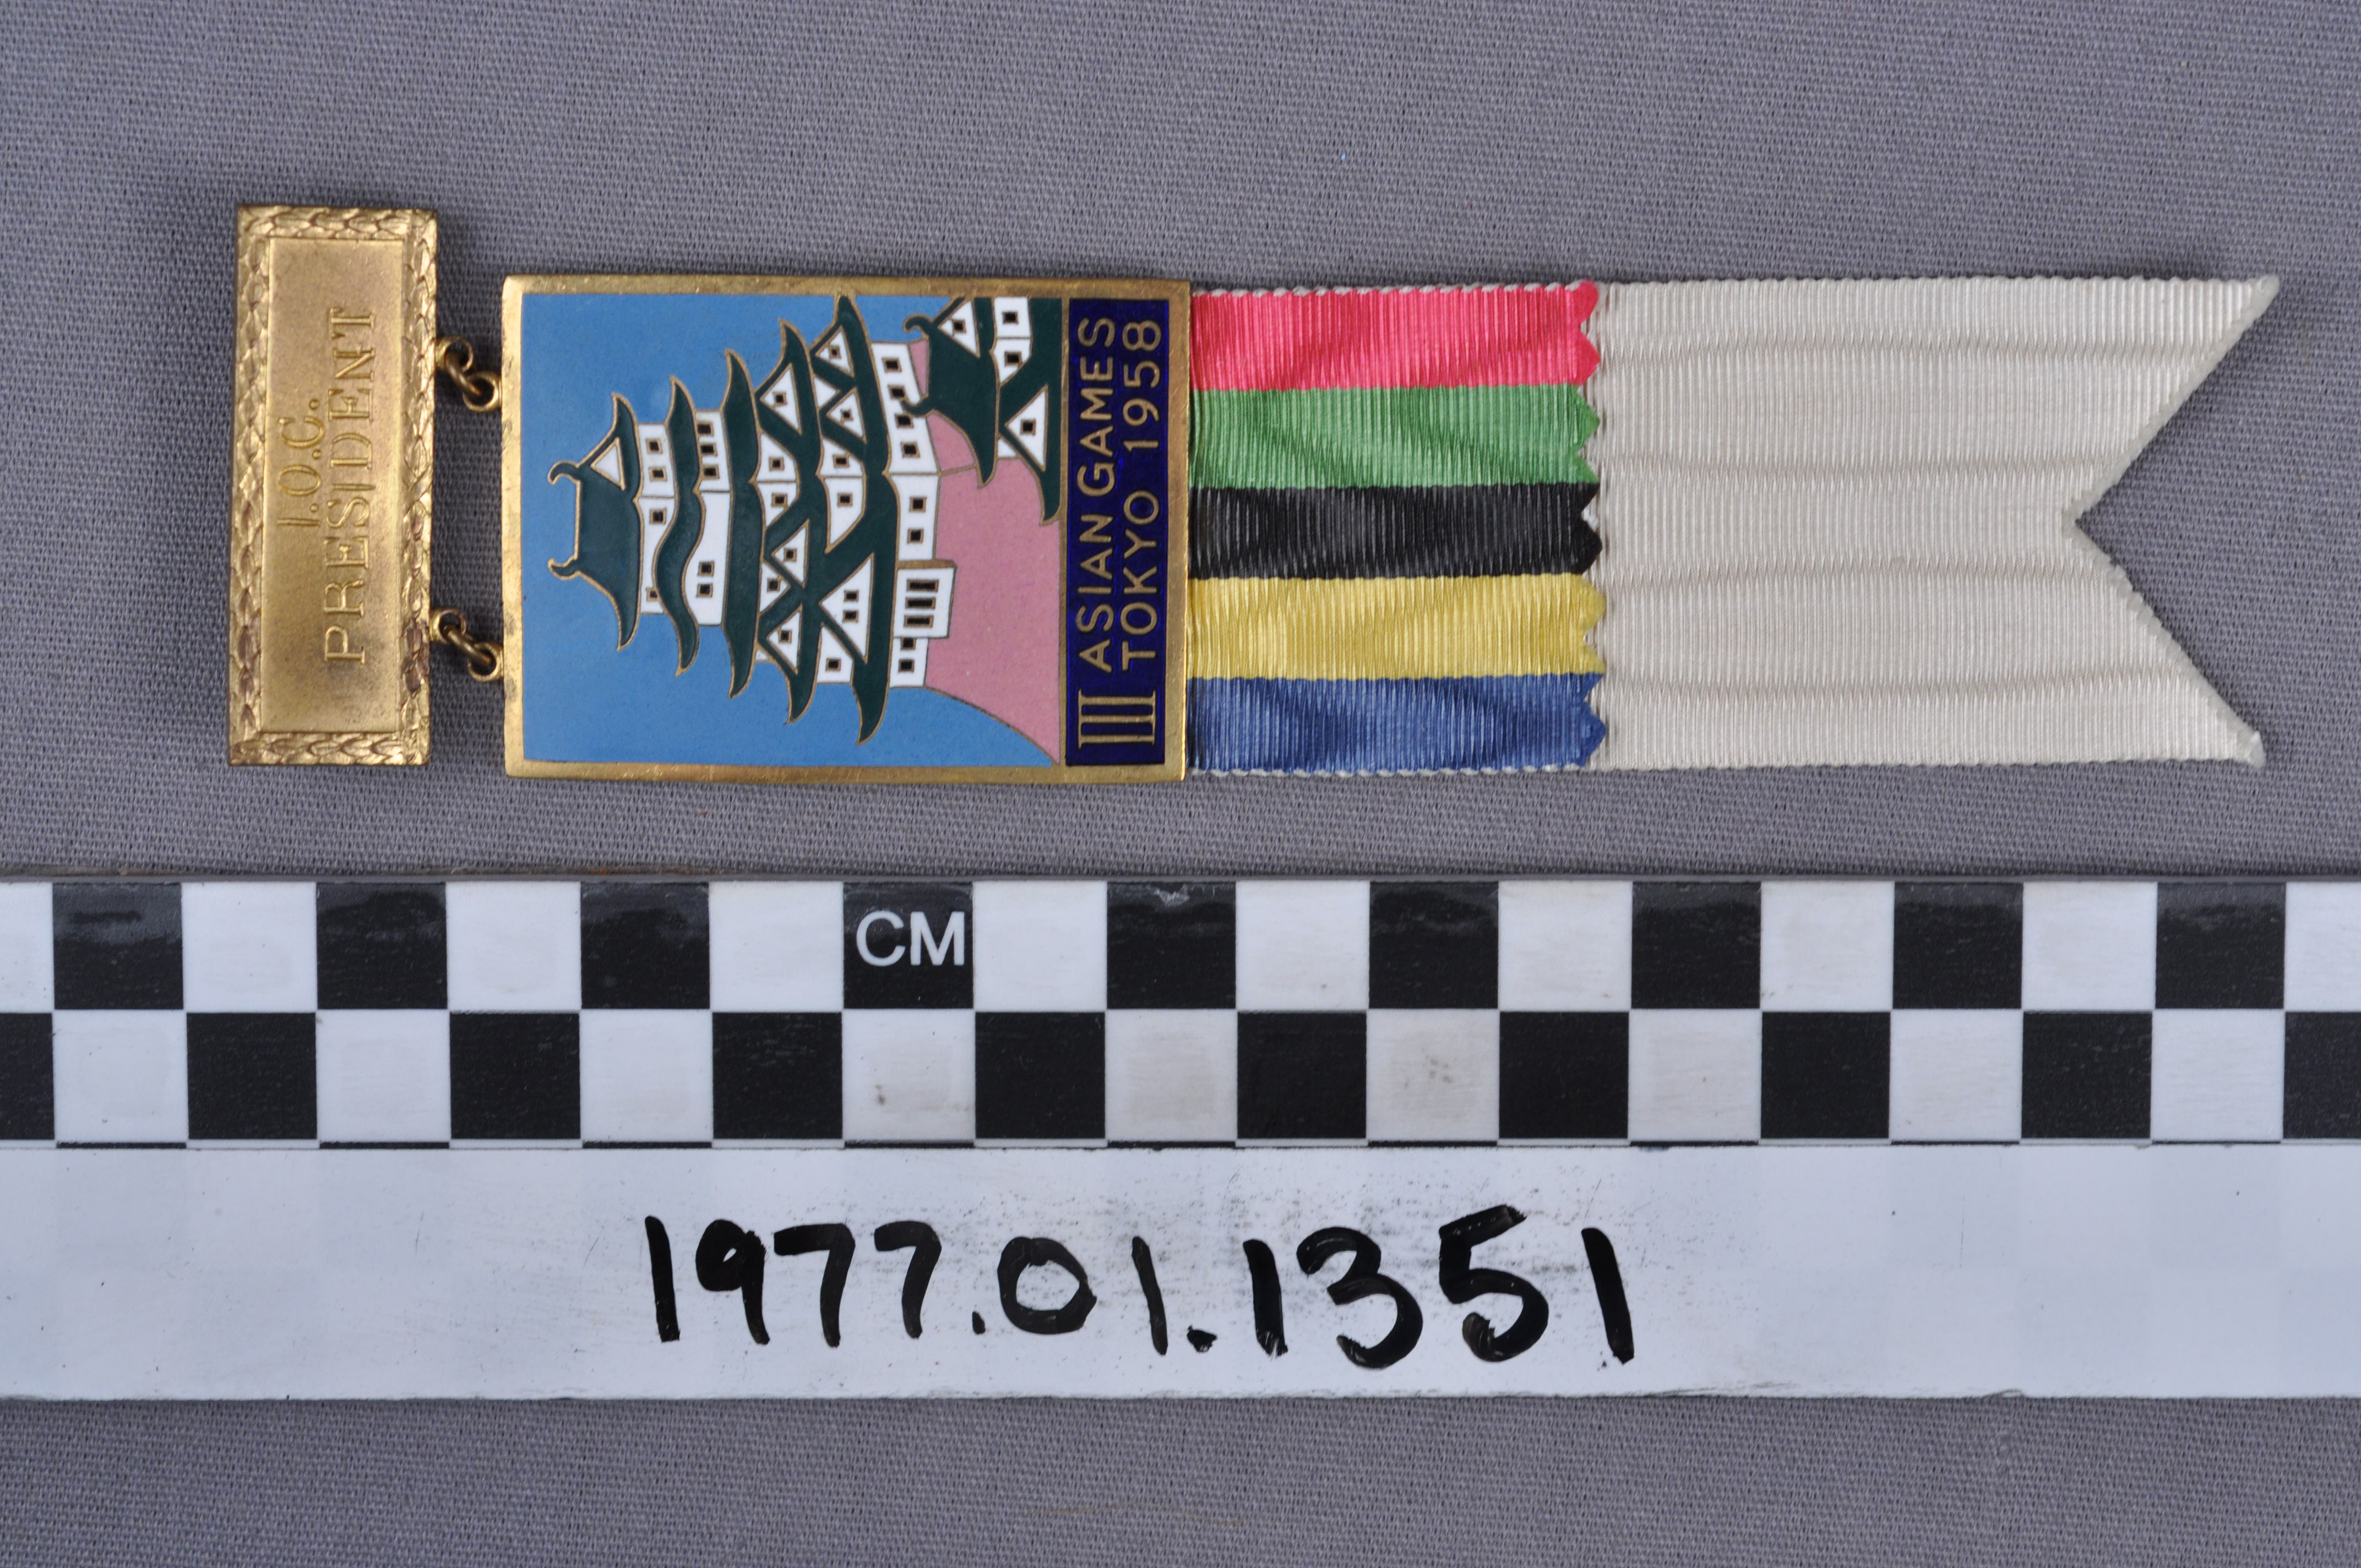 I.O.C.
PRESIDENT
III ASIAN GAMES
TOKYO 1958
CM
1977.01.1351